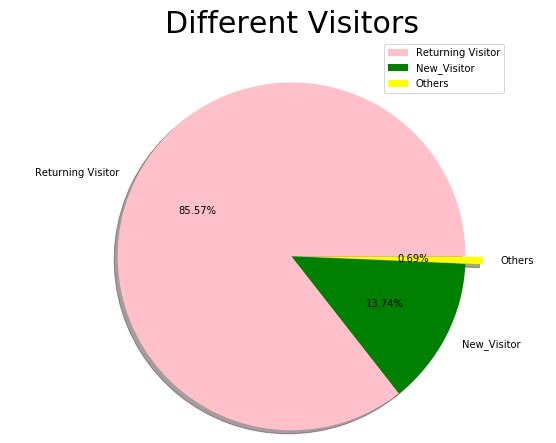 Different Visitors
Returning Visitor
New_Visitor
Others
Returning Visitor
85.57%
0.69%
Others
13.74%
New_Visitor